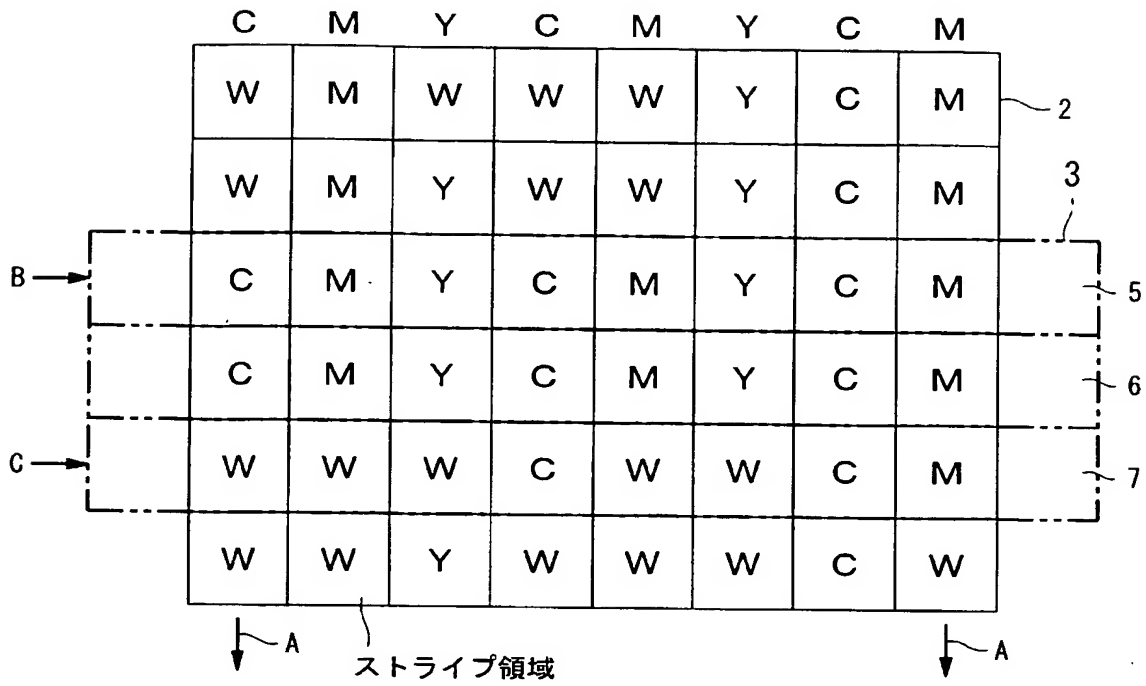 C M Y C M Y C M
W M W W W Y C M
2
W M Y W W Y C M
3
B C M Y C M Y C M 5
C M Y C M Y C M 6
C W W W C W W C M 7
W W Y W W W C W
A A
ストライプ領域